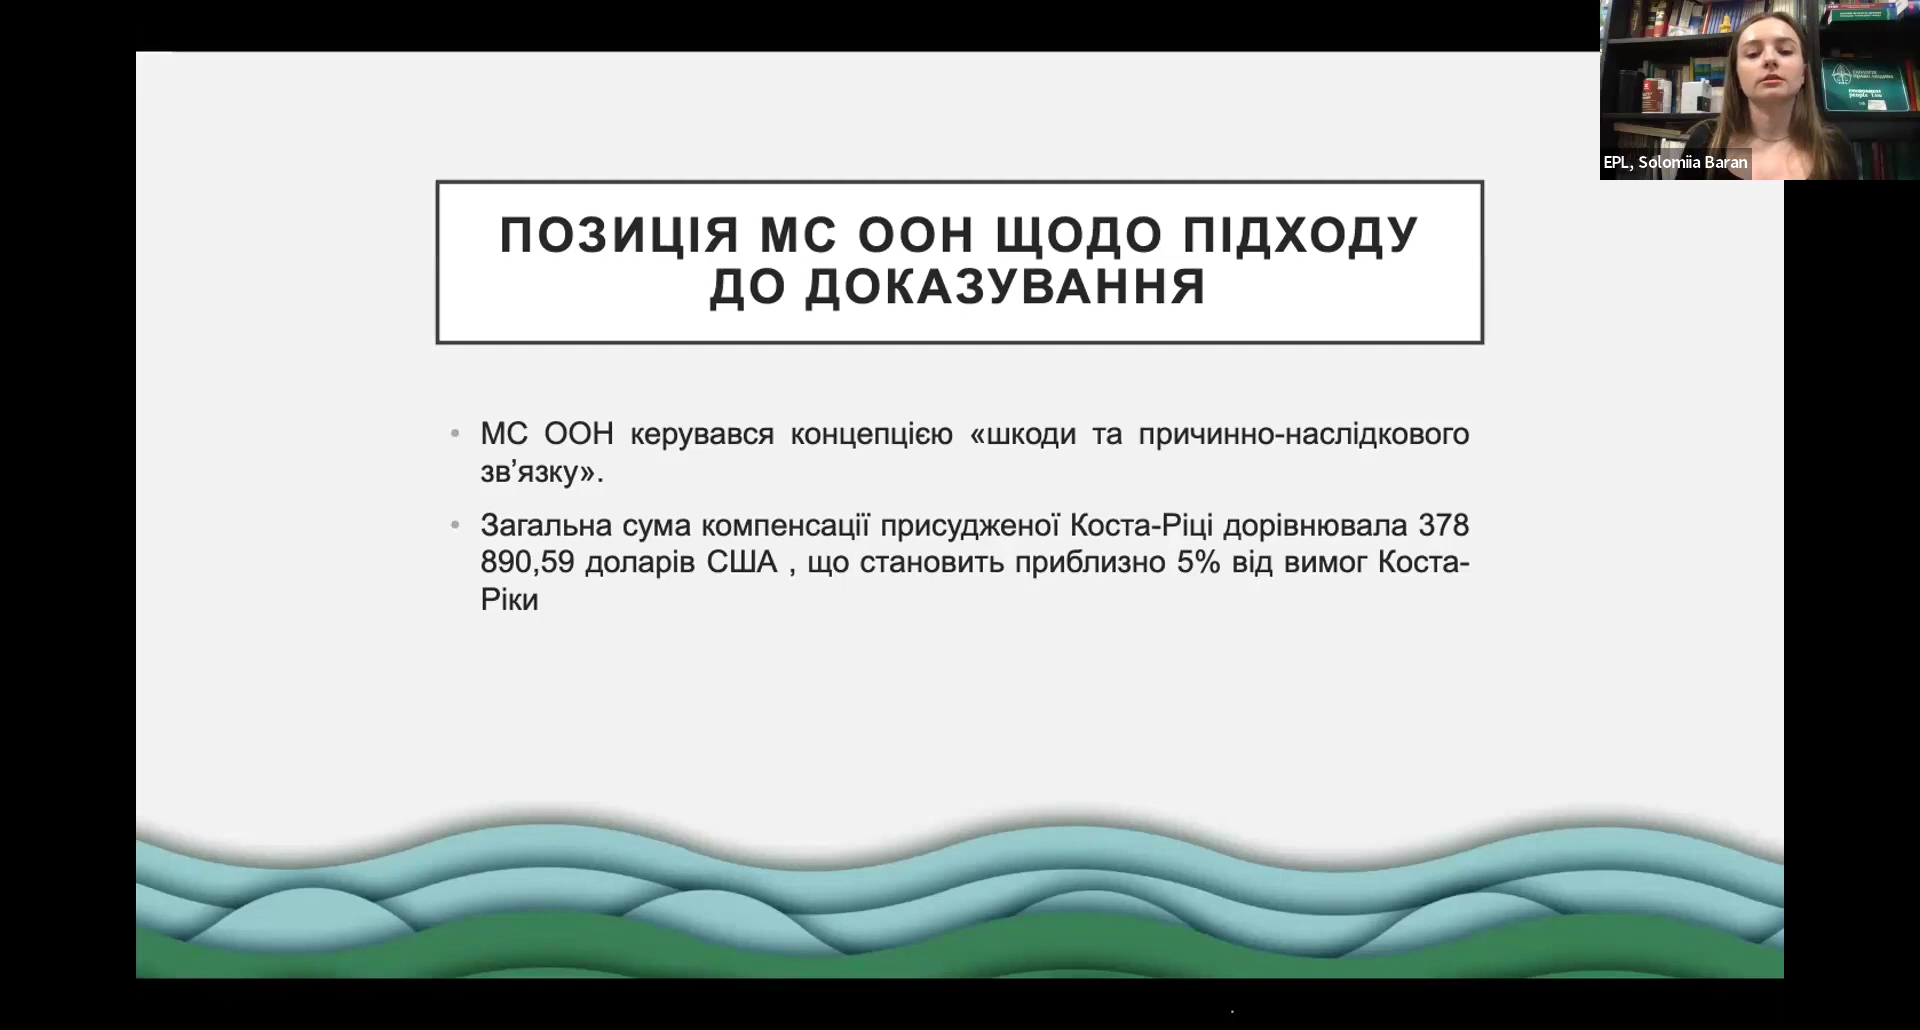 ПОЗИЦІЯ МС ООН ЩОДО ПІДХОДУ
ДО ДОКАЗУВАННЯ
• МС ООН керувався концепцією «шкоди та причинно-наслідкового
зв’язку».
• Загальна сума компенсації присудженої Коста-Ріці дорівнювала 378
890,59 доларів США , що становить приблизно 5% від вимог Коста-
Ріки
EPL, Solomiia Baran